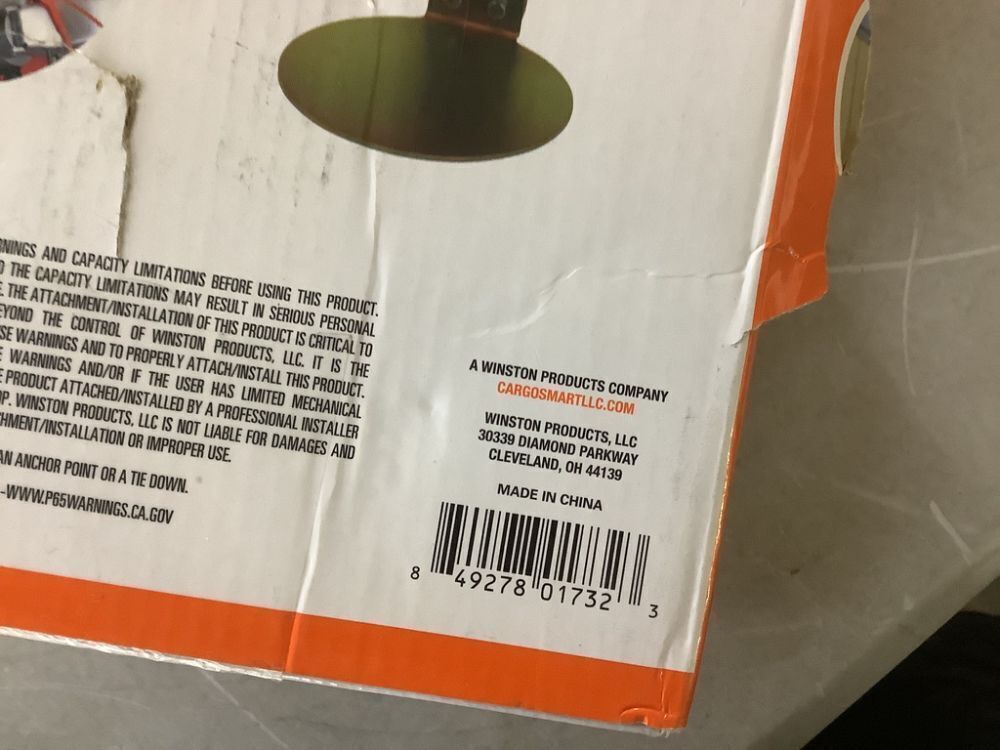 AND CAPACITY LIMITATIONS BEFORE USING THIS PRODUCT.
THE CAPACITY LIMITATIONS MAY RESULT IN SERIOUS PERSONAL
THE ATTACHMENT/INSTALLATION OF THIS PRODUCT IS CRITICAL TO
THE CONTROL OF WINSTON PRODUCTS, LLC. IT IS THE
WARNINGS AND TO PROPERLY ATTACH/INSTALL THIS PRODUCT.
WARNINGS AND/OR IF THE USER HAS LIMITED MECHANICAL
PRODUCT ATTACHED/INSTALLED BY A PROFESSIONAL INSTALLER
WINSTON PRODUCTS, LLC IS NOT LIABLE FOR DAMAGES AND
HMENT/INSTALLATION OR IMPROPER USE.
AN ANCHOR POINT OR A TIE DOWN.
-WWW.P65WARNINGS.CA.GOV
A WINSTON PRODUCTS COMPANY
CARGOSMARTLLC.COM
WINSTON PRODUCTS, LLC
30339 DIAMOND PARKWAY
CLEVELAND, OH 44139
MADE IN CHINA
8 49278 01732 3